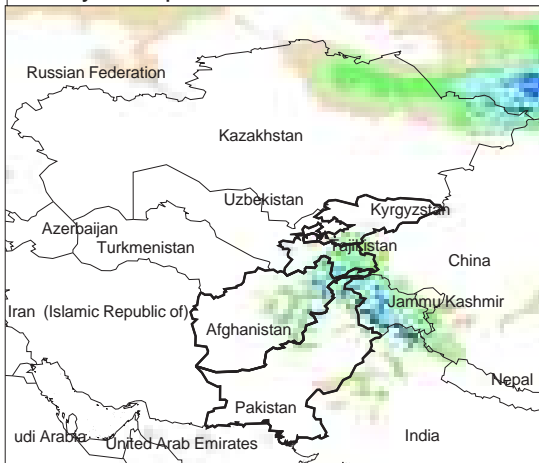 Russian Federation
Kazakhstan
Uzbekistan
Kyrgyzstan
Azerbaijan
Turkmenistan
Tajikistan
China
Iran (Islamic Republic of)
Jammu/Kashmir
Afghanistan
Nepal
Pakistan
udi Arabia
United Arab Emirates
India